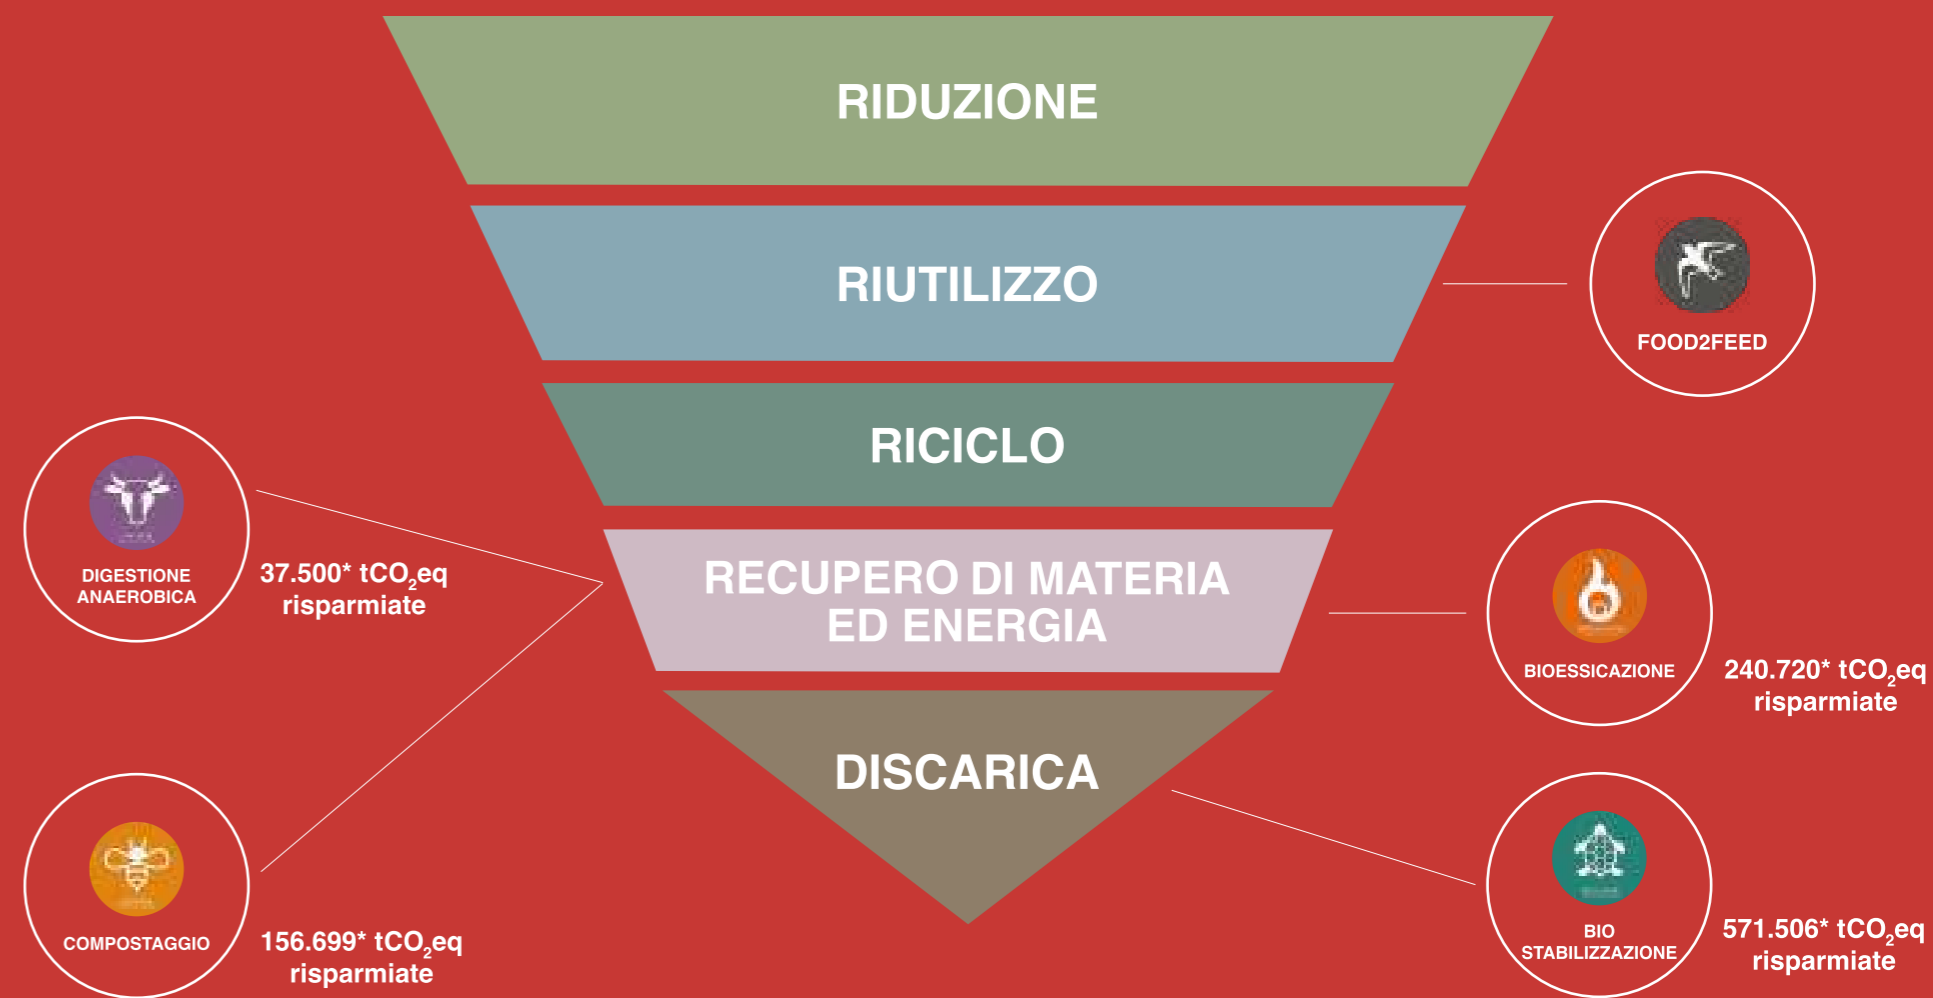 RIDUZIONE
RIUTILIZZO
FOOD2FEED
RICICLO
DIGESTIONE
ANAEROBICA
37.500* tCO₂eq
risparmiate
RECUPERO DI MATERIA
ED ENERGIA
BIOESSICAZIONE
240.720* tCO₂eq
risparmiate
DISCARICA
COMPOSTAGGIO
156.699* tCO₂eq
risparmiate
BIO
STABILIZZAZIONE
571.506* tCO₂eq
risparmiate